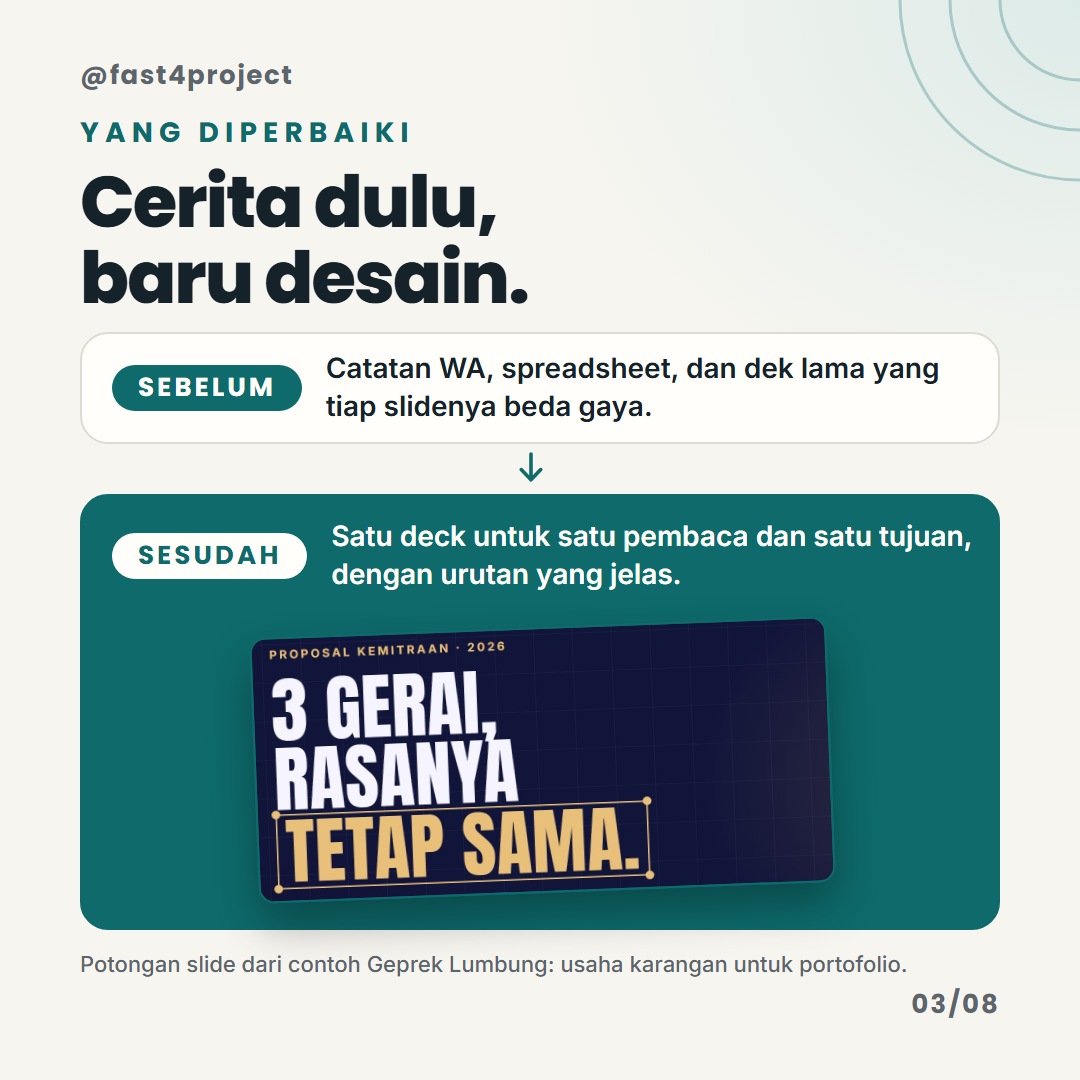 @fast4project
YANG DIPERBAIKI
Cerita dulu,
baru desain.
SEBELUM
Catatan WA, spreadsheet, dan dek lama yang
tiap slidenya beda gaya.
SESUDAH
Satu deck untuk satu pembaca dan satu tujuan,
dengan urutan yang jelas.
PROPOSAL KEMITRAAN · 2026
3 GERAI,
RASANYA
TETAP SAMA.
Potongan slide dari contoh Geprek Lumbung: usaha karangan untuk portofolio.
03/08